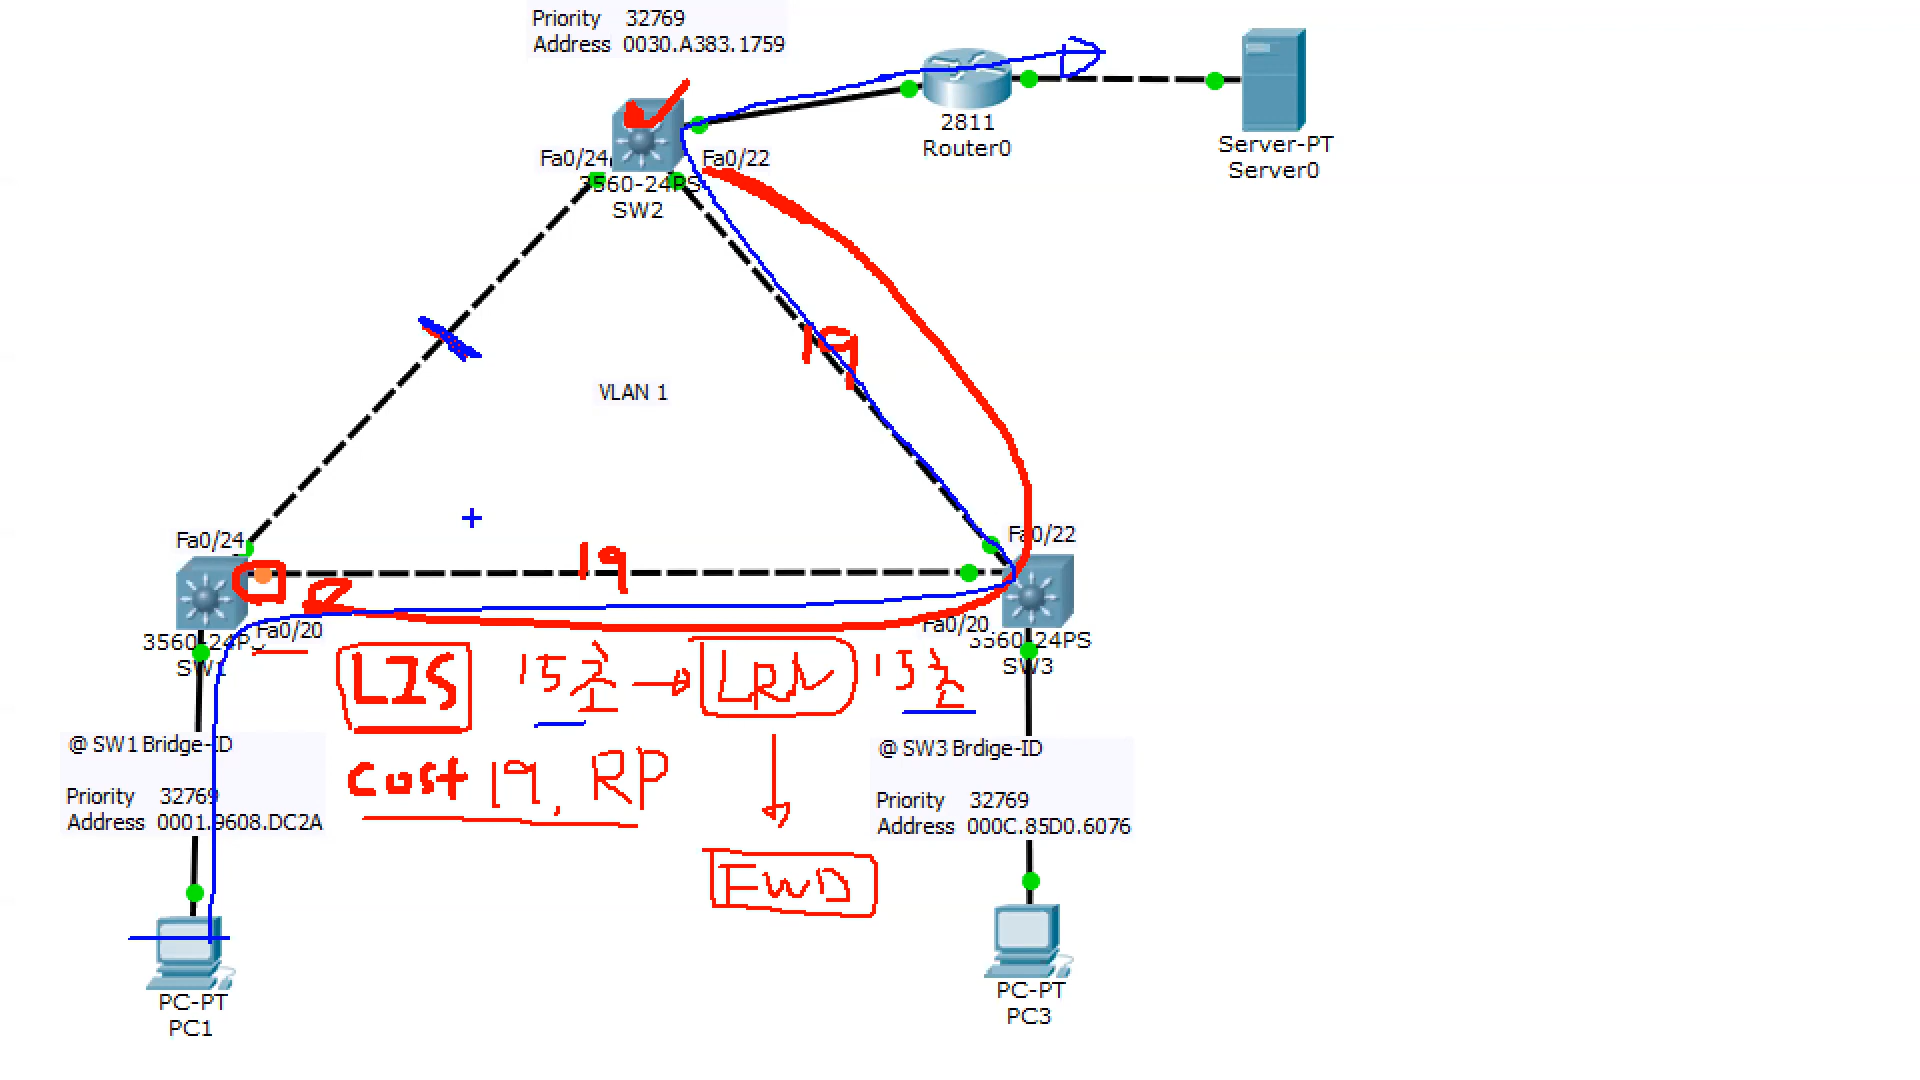 Priority 32769
Address 0030.A383.1759
2811
Router0
Server-PT
Server0
Fa0/24
Fa0/22
3560-24PS
SW2
19
VLAN 1
Fa0/24
Fa0/22
19
Fa0/20
Fa0/20
3560-24PS
SW1
3560-24PS
SW3
LIS 15초 → LRN 15초
@ SW1 Bridge-ID
@ SW3 Brdige-ID
cost 19, RP
Priority 32769
Address 0001.9608.DC2A
Priority 32769
Address 000C.85D0.6076
FWD
PC-PT
PC1
PC-PT
PC3